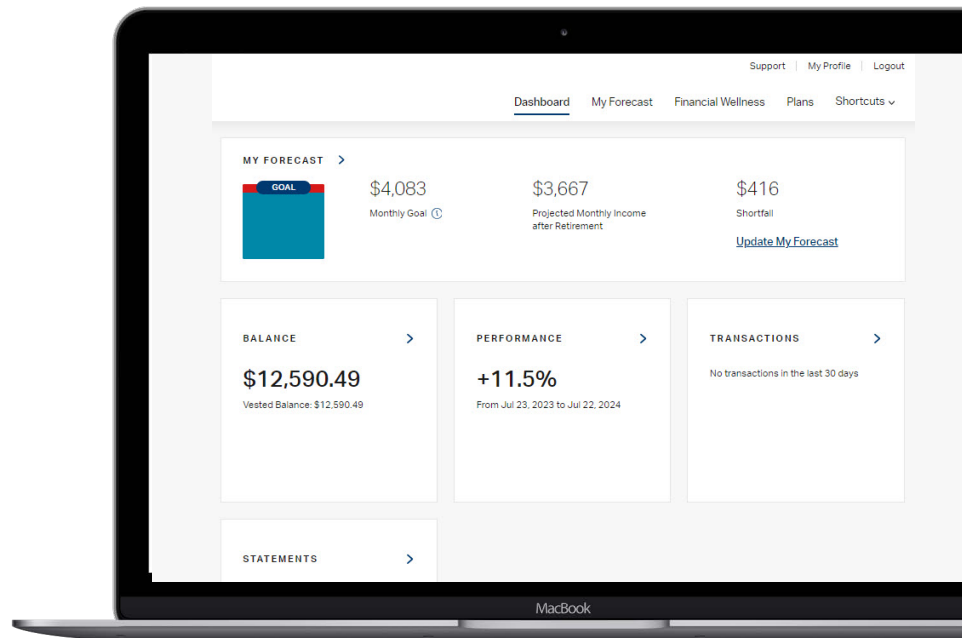 Support My Profile Logout
Dashboard My Forecast Financial Wellness Plans Shortcuts
MY FORECAST
GOAL
$4,083
Monthly Goal
$3,667
Projected Monthly Income
after Retirement
$416
Shortfall
Update My Forecast
BALANCE
$12,590.49
Vested Balance: $12,590.49
PERFORMANCE
+11.5%
From Jul 23, 2023 to Jul 22, 2024
TRANSACTIONS
No transactions in the last 30 days
STATEMENTS
MacBook